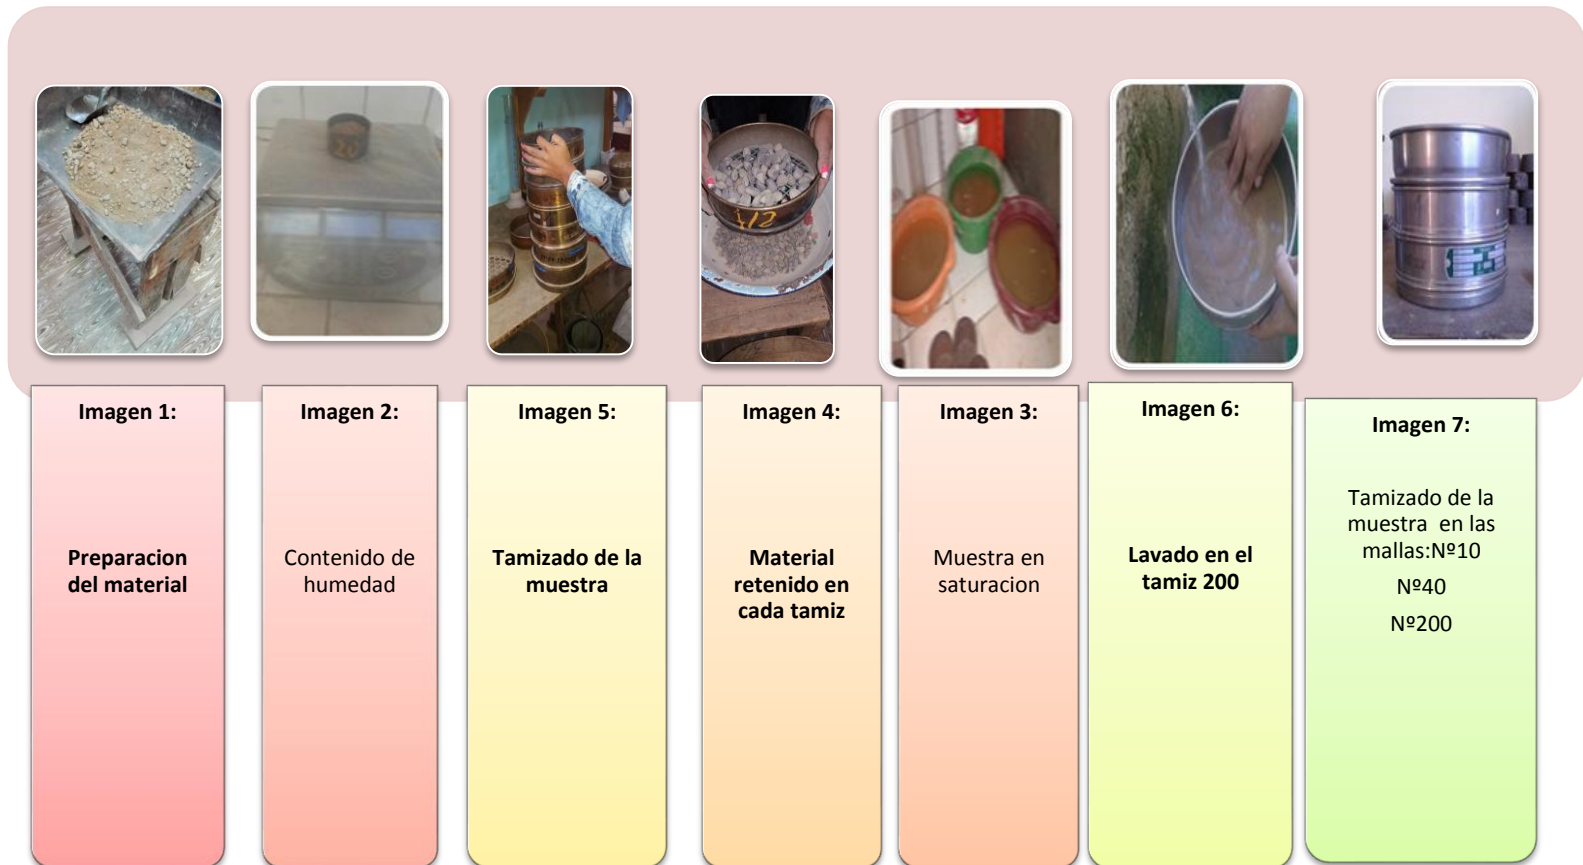 20
12
Imagen 1:
Preparacion
del material
Imagen 2:
Contenido de
humedad
Imagen 5:
Tamizado de la
muestra
Imagen 4:
Material
retenido en
cada tamiz
Imagen 3:
Muestra en
saturacion
Imagen 6:
Lavado en el
tamiz 200
Imagen 7:
Tamizado de la
muestra en las
mallas:Nº10
Nº40
Nº200